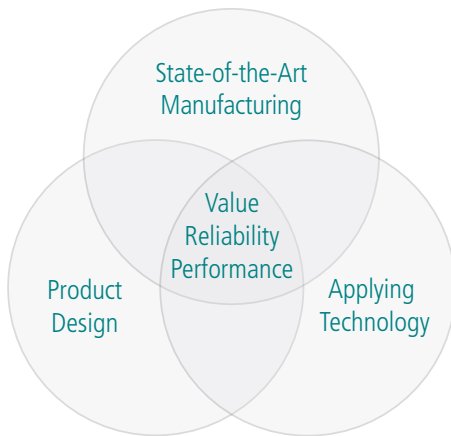 State-of-the-Art
Manufacturing
Value
Reliability
Performance
Product
Design
Applying
Technology